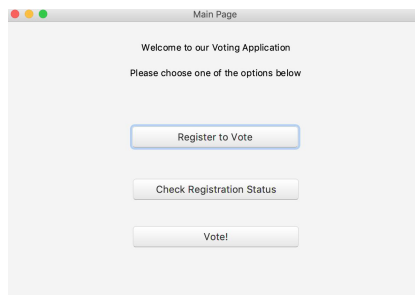 Main Page
Welcome to our Voting Application
Please choose one of the options below
Register to Vote
Check Registration Status
Vote!